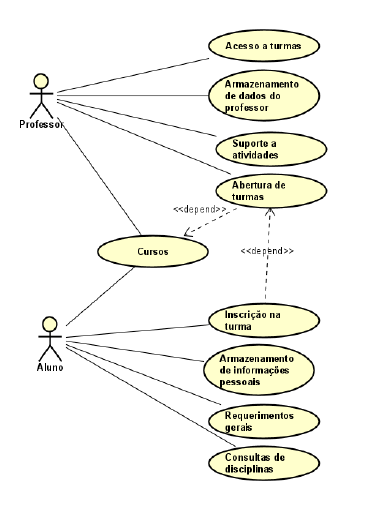 Acesso a turmas
Armazenamento
de dados do
professor
Professor
Suporte a
atividades
Abertura de
turmas
<<depend>>
Cursos
<<depend>>
Inscrição na
turma
Aluno
Armazenamento
de informações
pessoais
Requerimentos
gerais
Consultas de
disciplinas